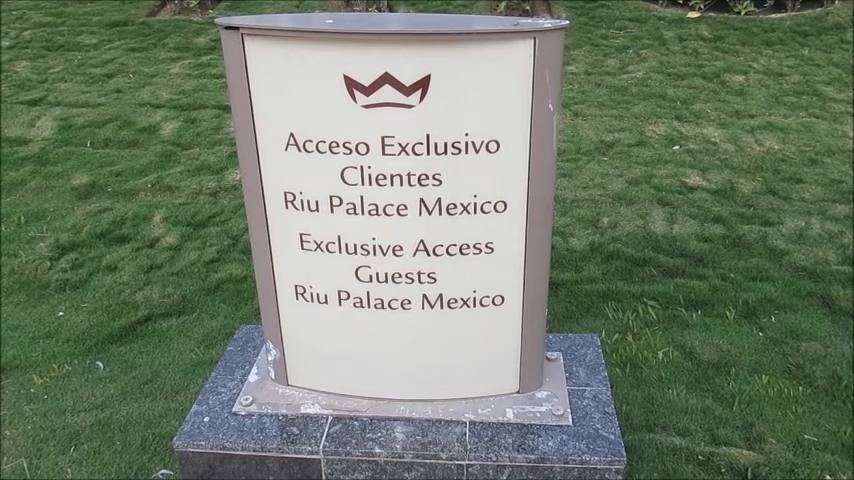 Acceso Exclusivo
Clientes
Riu Palace Mexico
Exclusive Access
Guests
Riu Palace Mexico